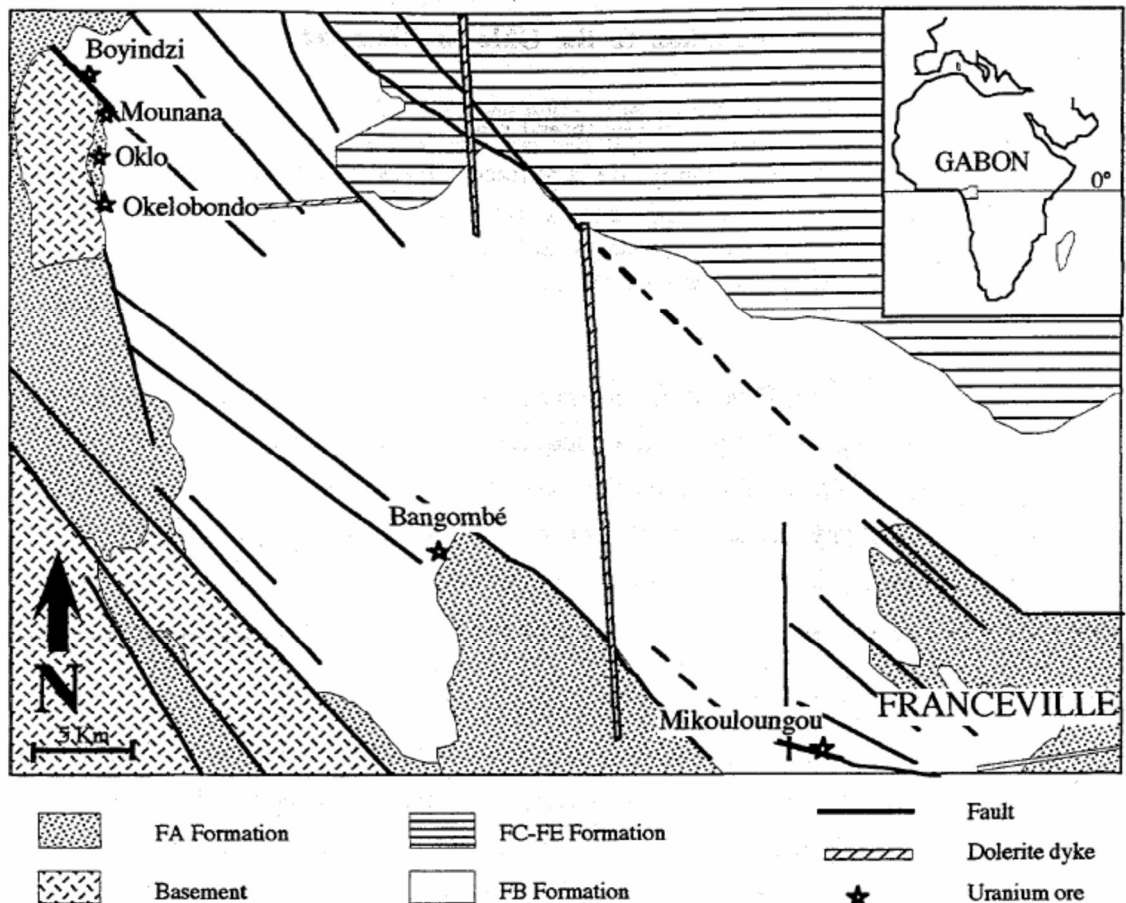 Boyindzi
Mounana
Oklo
Okelobondo
GABON
0°
Bangombé
N
5 Km
FRANCEVILLE
Mikouloungou
FA Formation
FC-FE Formation
Fault
Dolerite dyke
Basement
FB Formation
Uranium ore